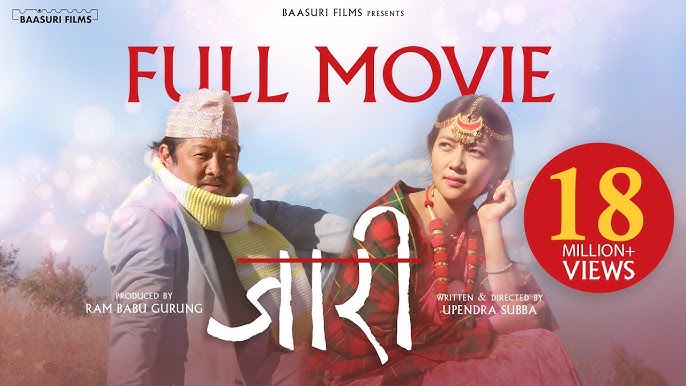 BAASURI FILMS
BAASURI FILMS PRESENTS
FULL MOVIE
18
MILLION+
VIEWS
जारी
PRODUCED BY
RAM BABU GURUNG
WRITTEN & DIRECTED BY
UPENDRA SUBBA